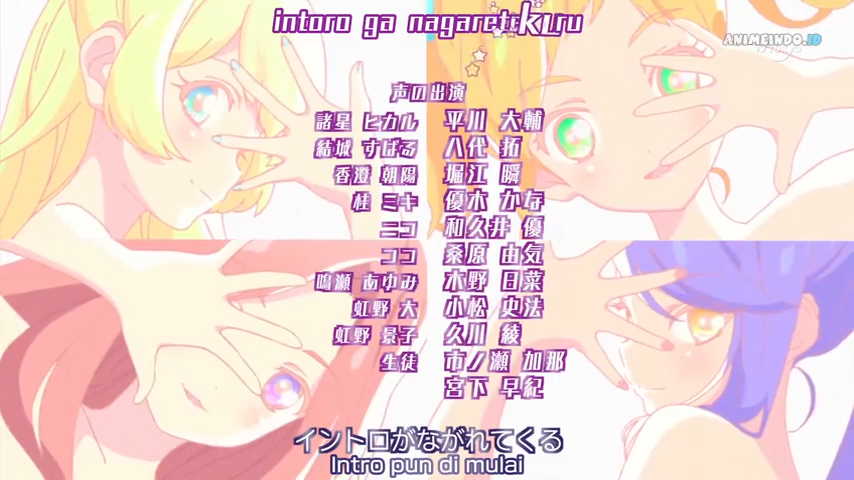 intoro ga nagarete kuru
ANIMEINDO.ID
声の出演
諸星 ヒカル 平川 大輔
結城 すばる 八代 拓
香澄 朝陽 堀江 瞬
桂 ミキ 優木 かな
ニコ 和久井 優
ココ 桑原 由気
鳴瀬 あゆみ 木野 日菜
虹野 大 小松 史法
虹野 景子 久川 綾
生徒 市ノ瀬 加那
宮下 早紀
イントロがながれてくる
Intro pun di mulai